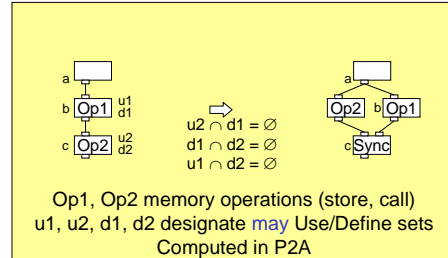 a
b Op1 u1 d1
c Op2 u2 d2
u2 ∩ d1 = ∅
d1 ∩ d2 = ∅
u1 ∩ d2 = ∅
a
Op2 b Op1
c Sync
Op1, Op2 memory operations (store, call)
u1, u2, d1, d2 designate may Use/Define sets
Computed in P2A